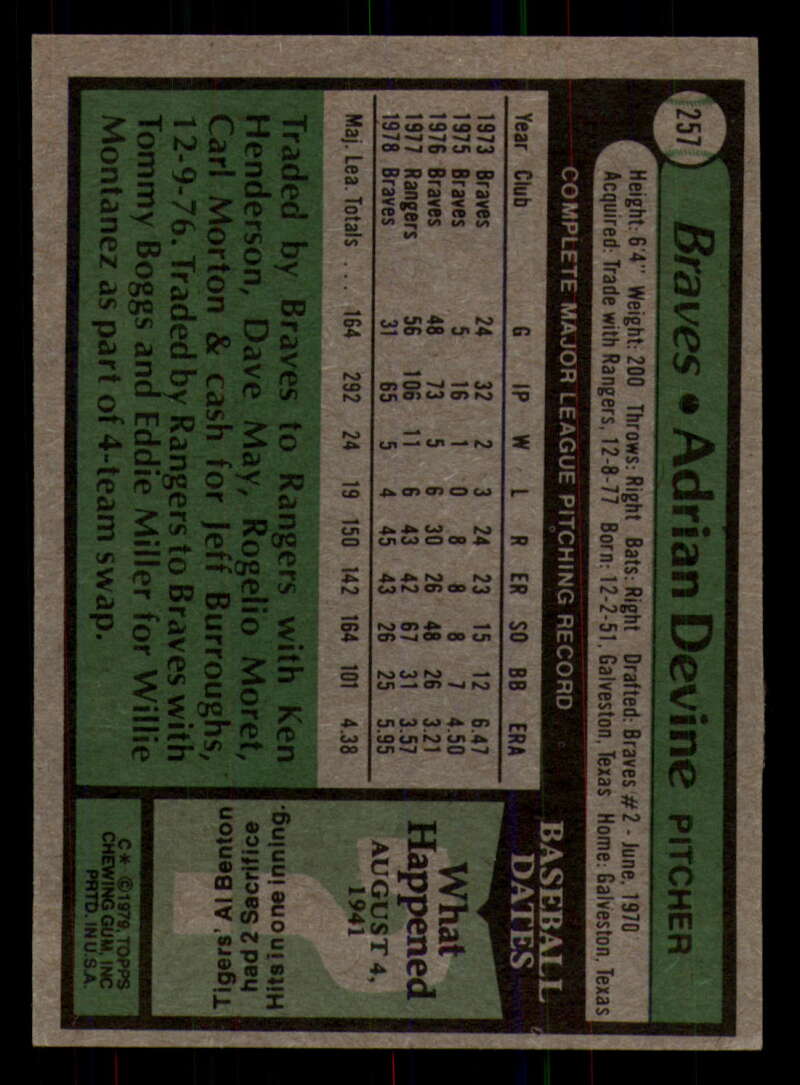 257
Braves • Adrian Devine PITCHER
Height: 6'4" Weight: 200 Throws: Right Bats: Right Drafted: Braves #2 - June, 1970
Acquired: Trade with Rangers, 12-8-77 Born: 12-2-51, Galveston, Texas Home: Galveston, Texas
COMPLETE MAJOR LEAGUE PITCHING RECORD
Year Club G IP W L R ER SO BB ERA
1973 Braves 24 32 2 3 24 23 15 12 6.47
1975 Braves 5 16 1 0 8 8 8 7 4.50
1976 Braves 48 73 5 6 30 26 48 26 3.21
1977 Rangers 56 106 11 6 43 42 67 31 3.57
1978 Braves 31 65 5 4 45 43 26 25 5.95
Maj. Lea. Totals .... 164 292 24 19 150 142 164 101 4.38
Traded by Braves to Rangers with Ken
Henderson, Dave May, Rogelio Moret,
Carl Morton & cash for Jeff Burroughs,
12-9-76. Traded by Rangers to Braves with
Tommy Boggs and Eddie Miller for Willie
Montanez as part of 4-team swap.
BASEBALL
DATES
What
Happened
AUGUST 4,
1941
Tigers' Al Benton
had 2 Sacrifice
Hits in one inning.
C* ©1979, TOPPS
CHEWING GUM, INC
PRTD. IN U.S.A.